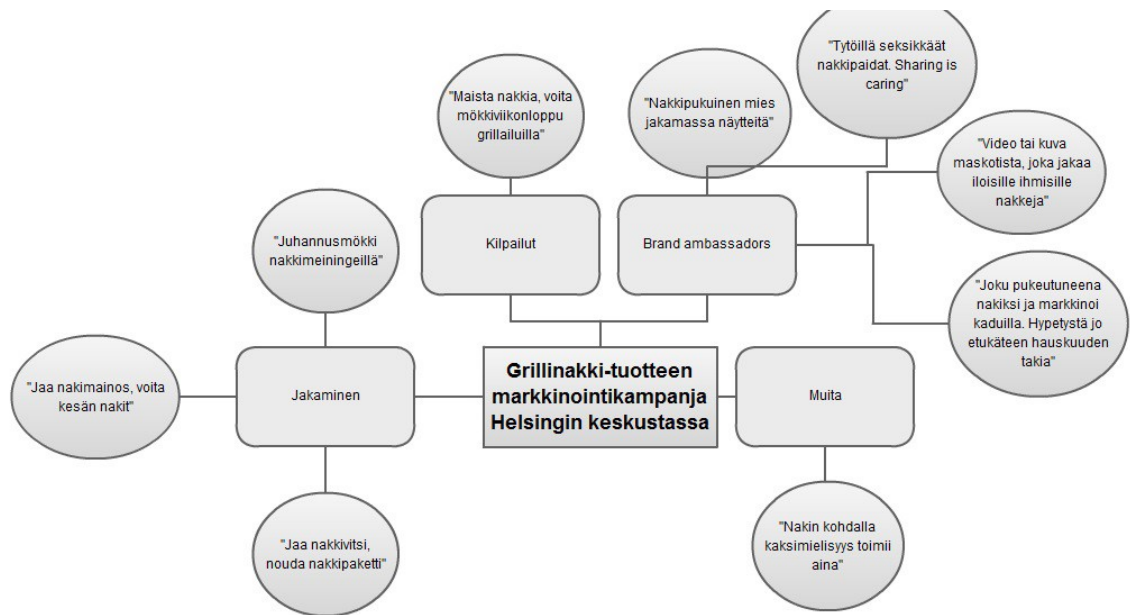 "Tytöillä seksikkäät
nakkipaidat. Sharing is
caring"
"Maista nakkia, voita
mökkiviikonloppu
grillailuilla"
"Nakkipukuinen mies
jakamassa näytteitä"
"Video tai kuva
maskotista, joka jakaa
iloisille ihmisille
nakkeja"
"Juhannusmökki
nakkimeiningeillä"
Kilpailut
Brand ambassadors
"Joku pukeutuneena
nakiksi ja markkinoi
kaduilla. Hypetystä jo
etukäteen hauskuuden
takia"
"Jaa nakimainos, voita
kesän nakit"
Jakaminen
Grillinakki-tuotteen
markkinointikampanja
Helsingin keskustassa
Muita
"Jaa nakkivitsi,
nouda nakkipaketti"
"Nakin kohdalla
kaksimielisyys toimii
aina"